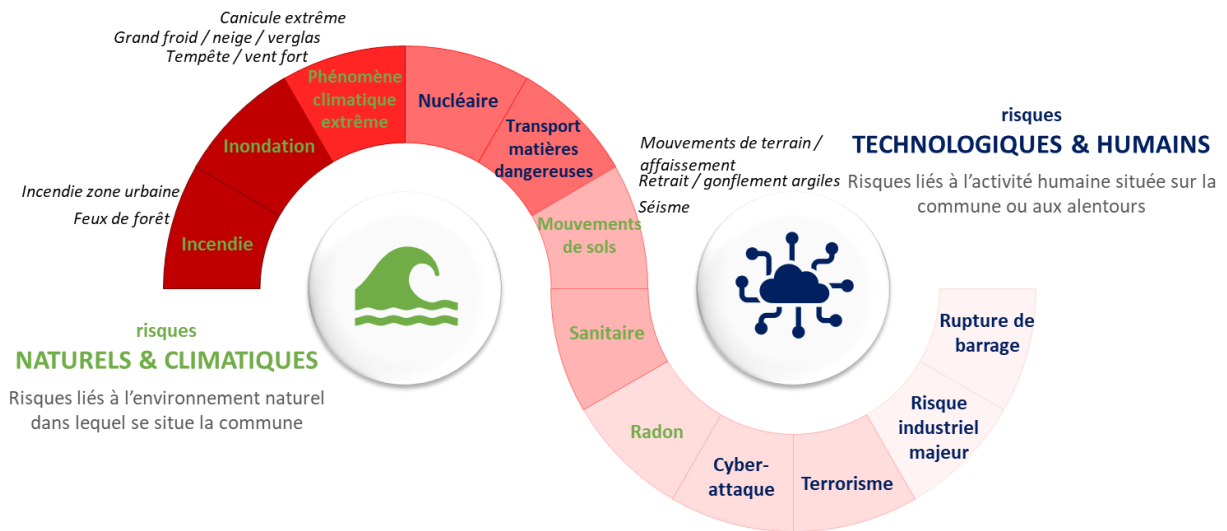 Canicule extrême
Grand froid / neige / verglas
Tempête / vent fort
Phénomène
climatique
extrême
Nucléaire
Transport
matières
dangereuses
Inondation
Incendie zone urbaine
Feux de forêt
Incendie
Mouvements de terrain /
affaissement
Retrait / gonflement argiles
Séisme
Mouvements
de sols
risques
TECHNOLOGIQUES & HUMAINS
Risques liés à l’activité humaine située sur la
commune ou aux alentours
risques
NATURELS & CLIMATIQUES
Risques liés à l’environnement naturel
dans lequel se situe la commune
Sanitaire
Radon
Cyber-
attaque
Terrorisme
Risque
industriel
majeur
Rupture de
barrage